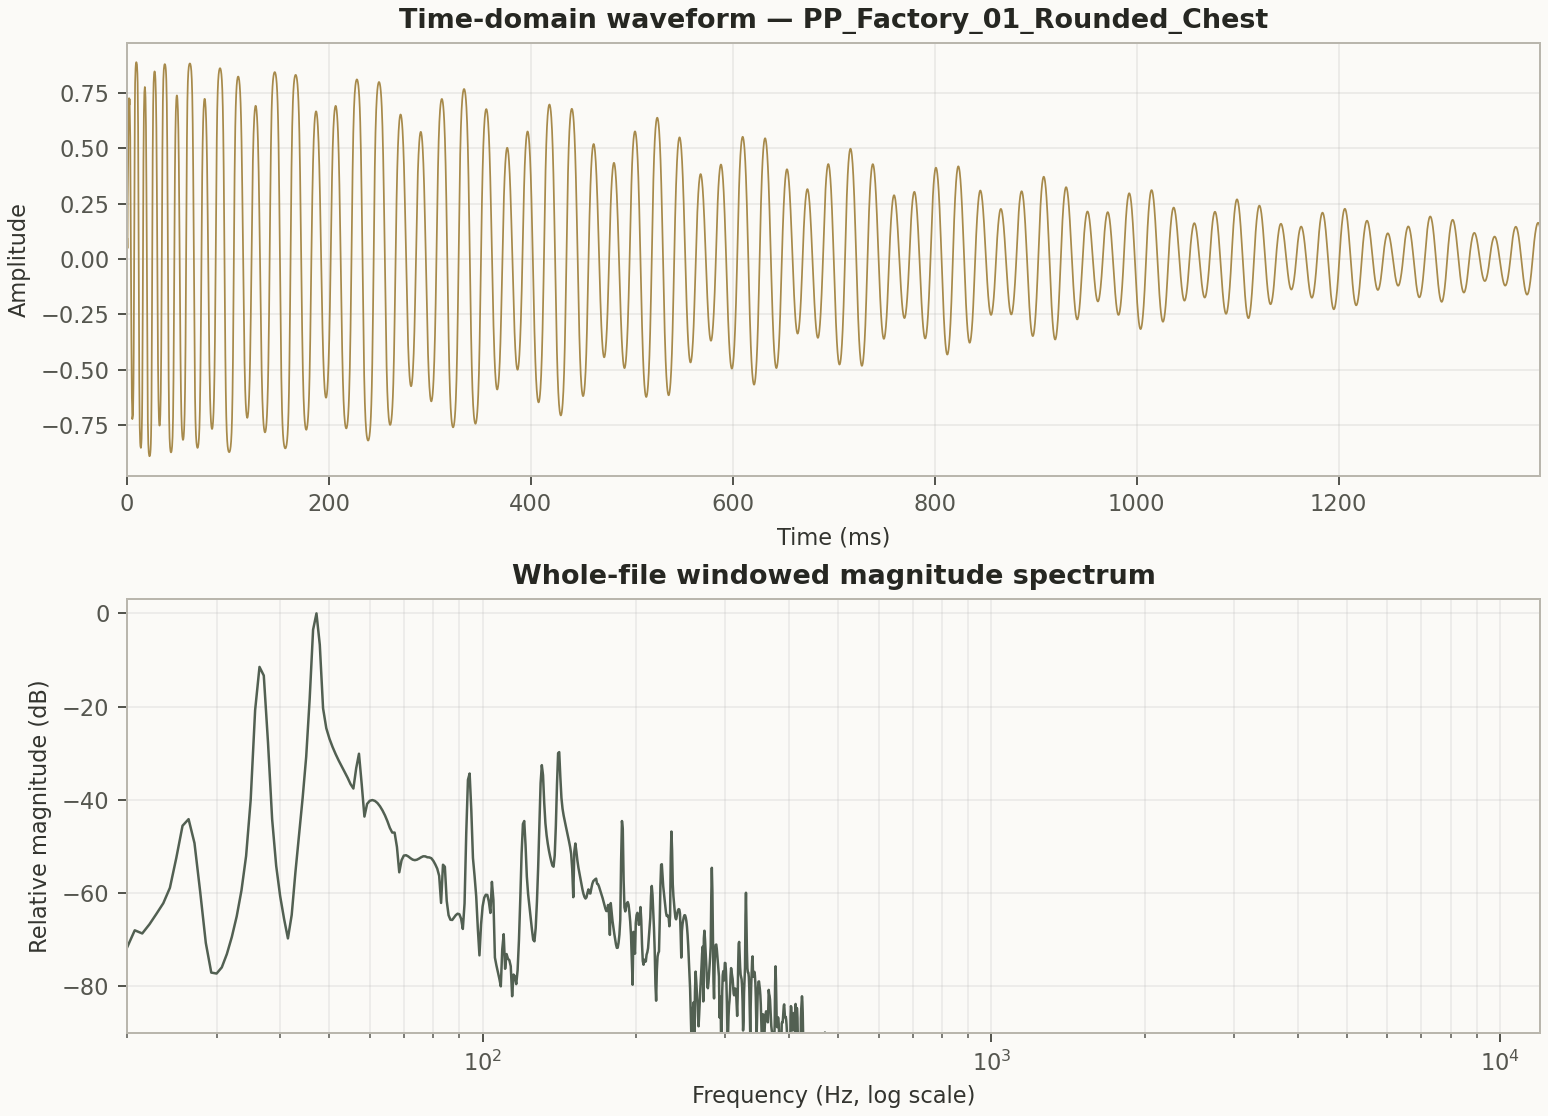 Time-domain waveform — PP_Factory_01_Rounded_Chest
Amplitude
0.75
0.50
0.25
0.00
−0.25
−0.50
−0.75
0 200 400 600 800 1000 1200
Time (ms)
Whole-file windowed magnitude spectrum
Relative magnitude (dB)
0
−20
−40
−60
−80
10² 10³ 10⁴
Frequency (Hz, log scale)